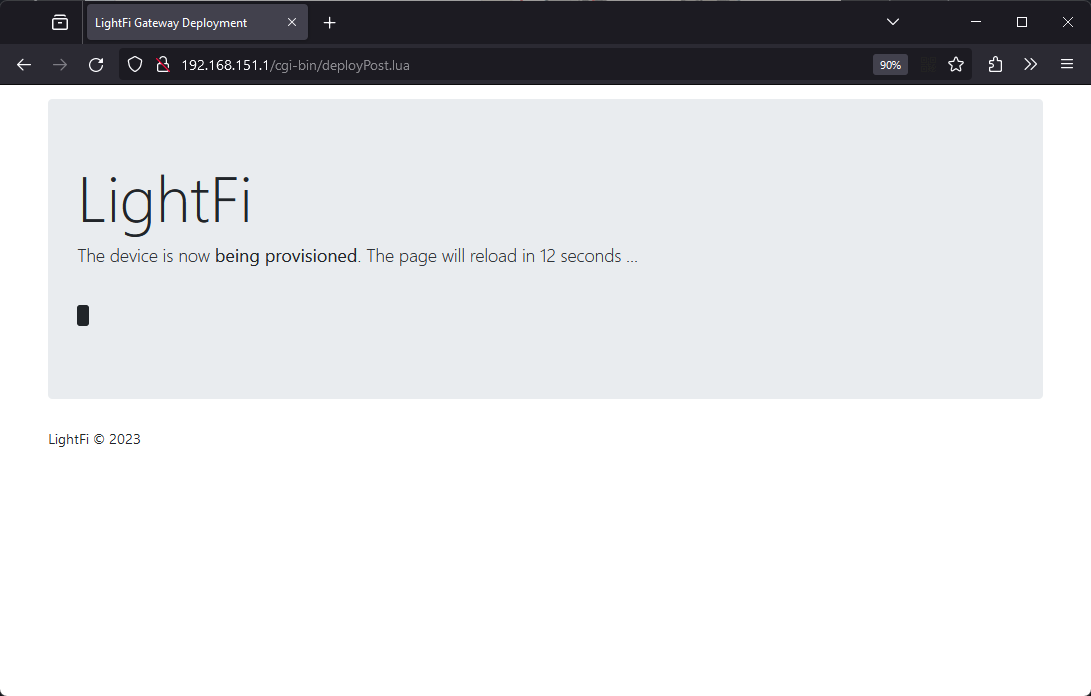 LightFi Gateway Deployment
192.168.151.1/cgi-bin/deployPost.lua
90%
LightFi
The device is now being provisioned. The page will reload in 12 seconds ...
LightFi © 2023